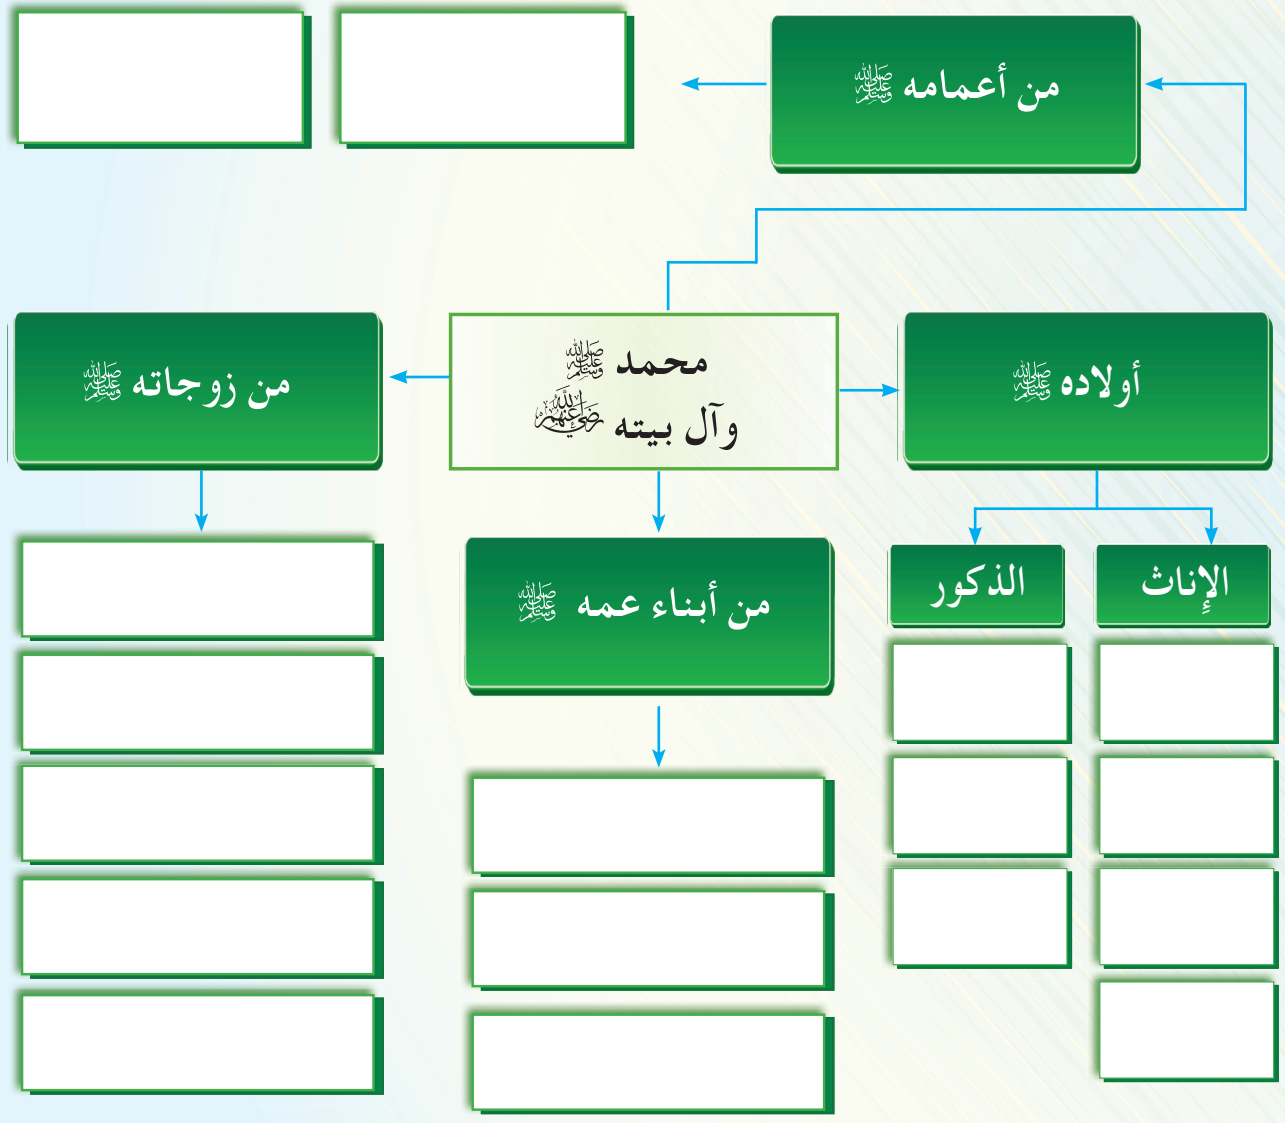 من أعمامه ﷺ
أولاده ﷺ
محمد ﷺ
وآل بيته رضي الله عنهم
من زوجاته ﷺ
الإناث
الذكور
من أبناء عمه ﷺ